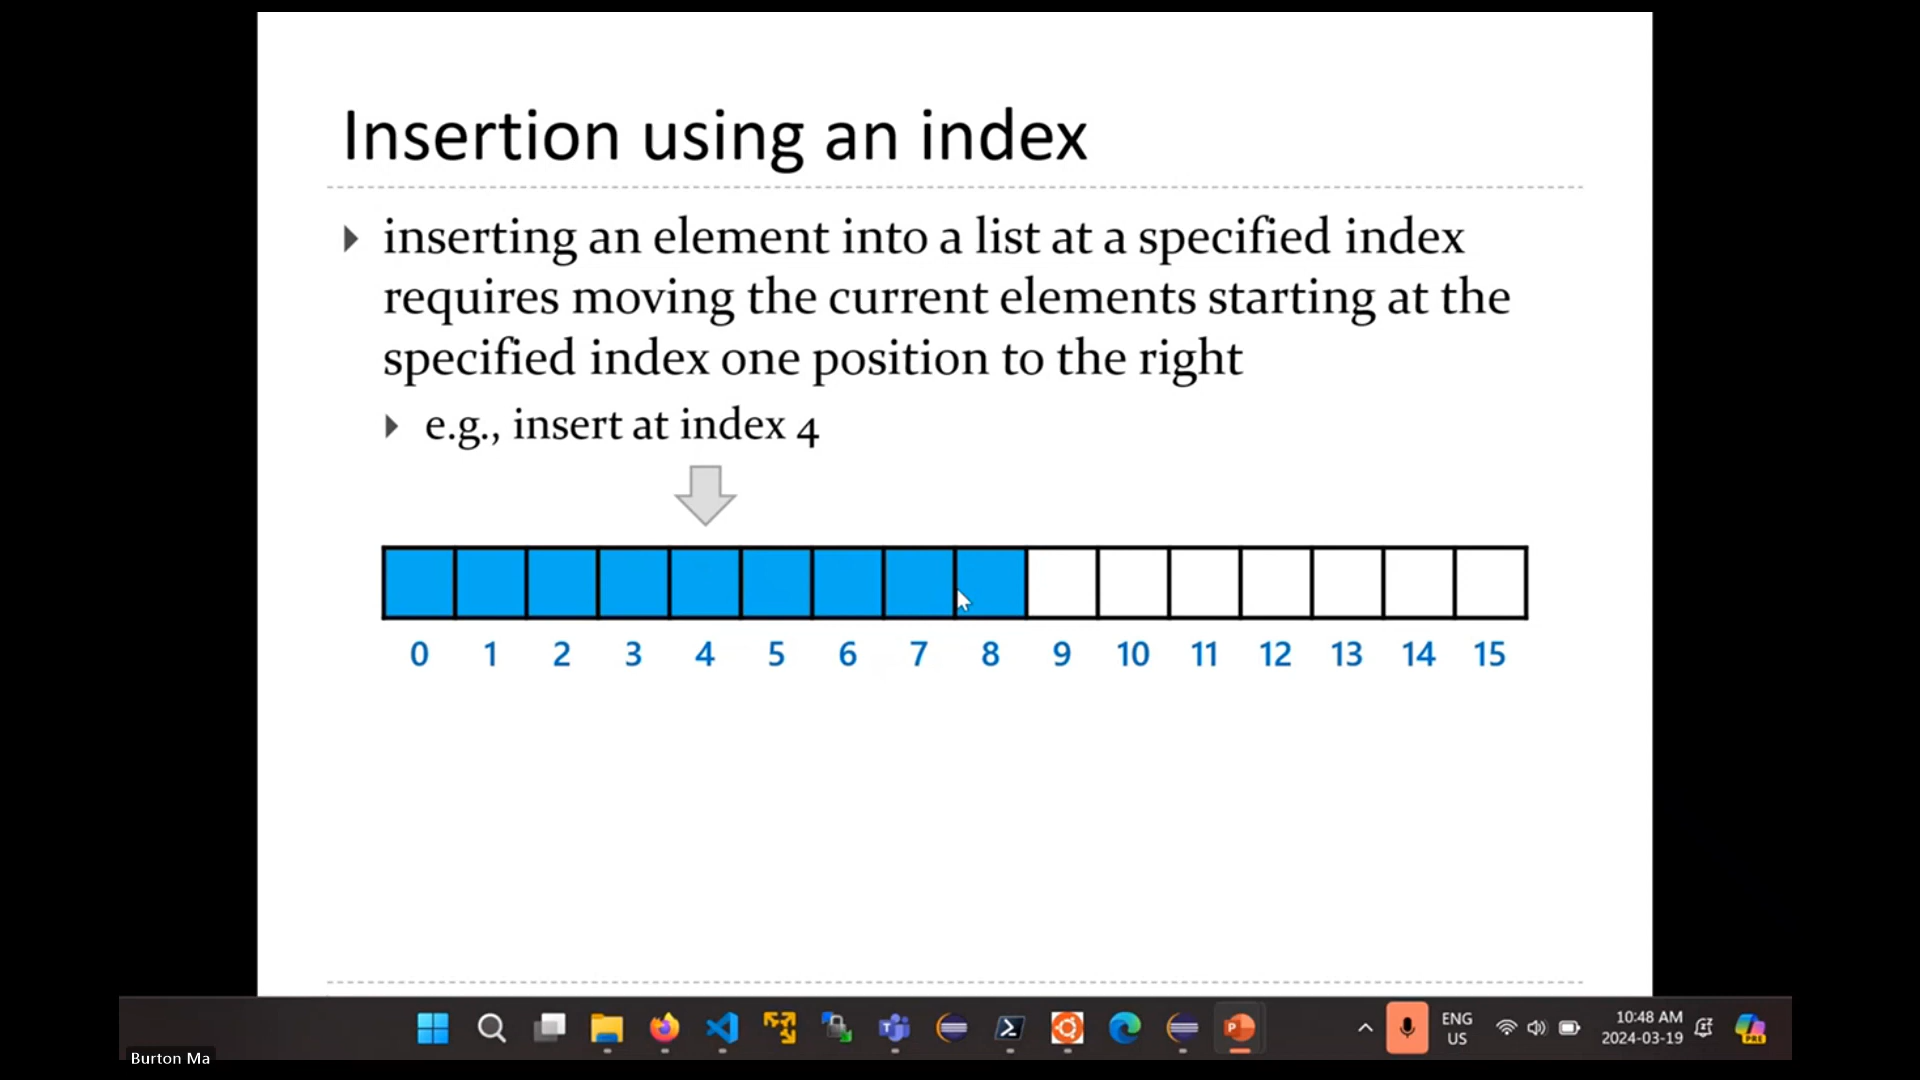 Insertion using an index
inserting an element into a list at a specified index
requires moving the current elements starting at the
specified index one position to the right
e.g., insert at index 4
0 1 2 3 4 5 6 7 8 9 10 11 12 13 14 15
ENG
US
10:48 AM
2024-03-19
PRE
Burton Ma